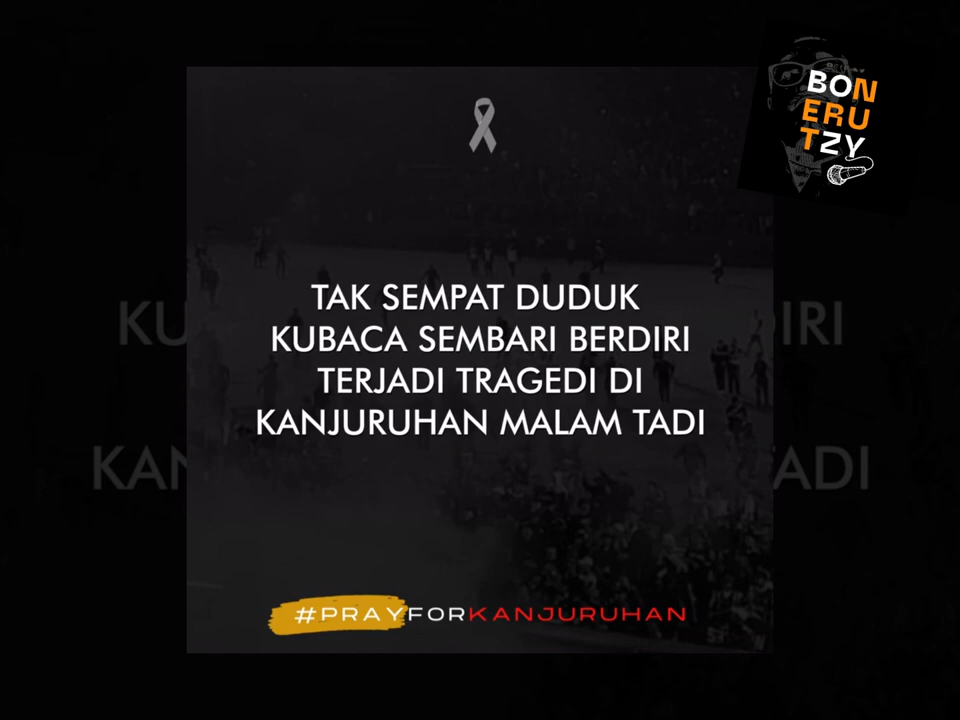 BON
ERU
TZY
TAK SEMPAT DUDUK
KUBACA SEMBARI BERDIRI
TERJADI TRAGEDI DI
KANJURUHAN MALAM TADI
#PRAYFORKANJURUHAN